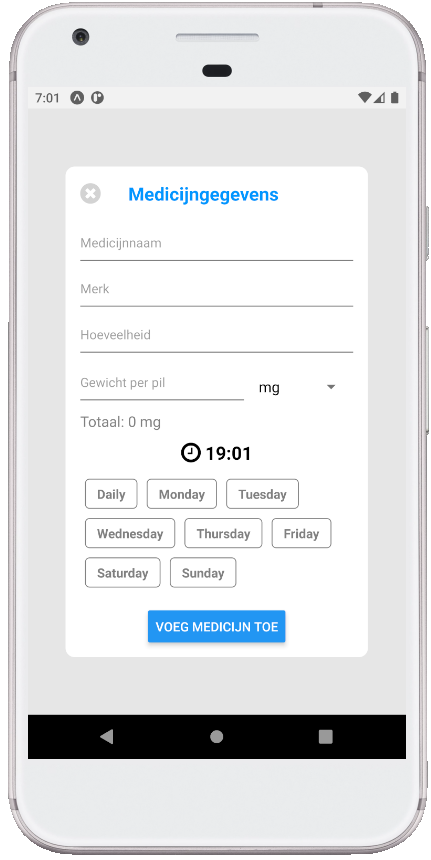 7:01
Medicijngegevens
Medicijnnaam
Merk
Hoeveelheid
Gewicht per pil mg
Totaal: 0 mg
19:01
Daily Monday Tuesday
Wednesday Thursday Friday
Saturday Sunday
VOEG MEDICIJN TOE